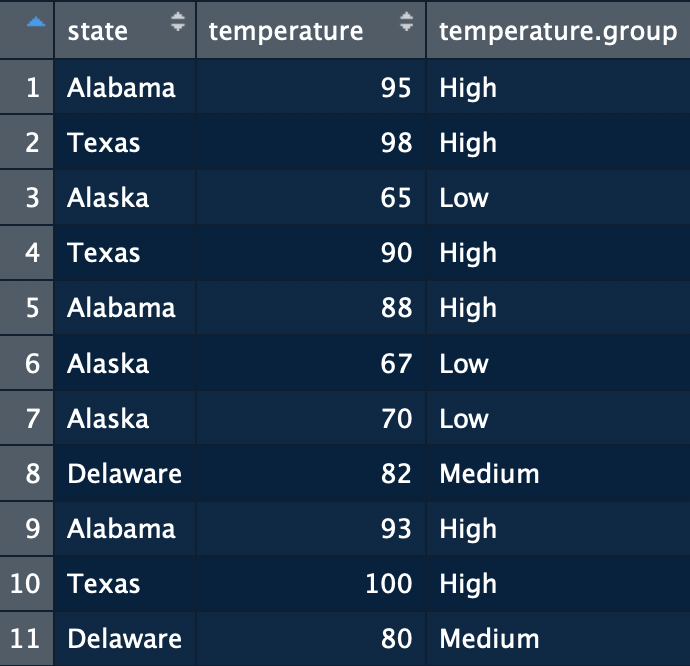 state temperature temperature.group
1 Alabama 95 High
2 Texas 98 High
3 Alaska 65 Low
4 Texas 90 High
5 Alabama 88 High
6 Alaska 67 Low
7 Alaska 70 Low
8 Delaware 82 Medium
9 Alabama 93 High
10 Texas 100 High
11 Delaware 80 Medium